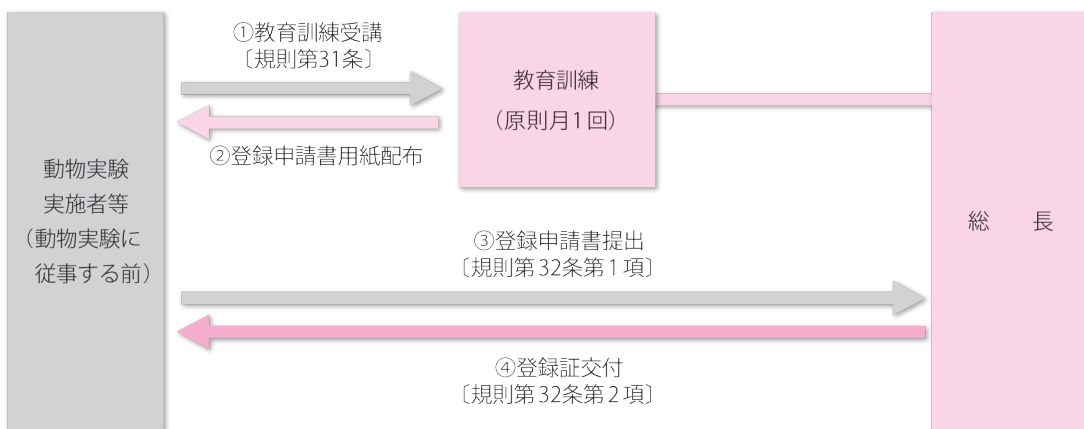 動物実験
実施者等
（動物実験に
従事する前）
①教育訓練受講
〔規則第31条〕
②登録申請書用紙配布
教育訓練
（原則月1回）
③登録申請書提出
〔規則第32条第1項〕
④登録証交付
〔規則第32条第2項〕
総　長